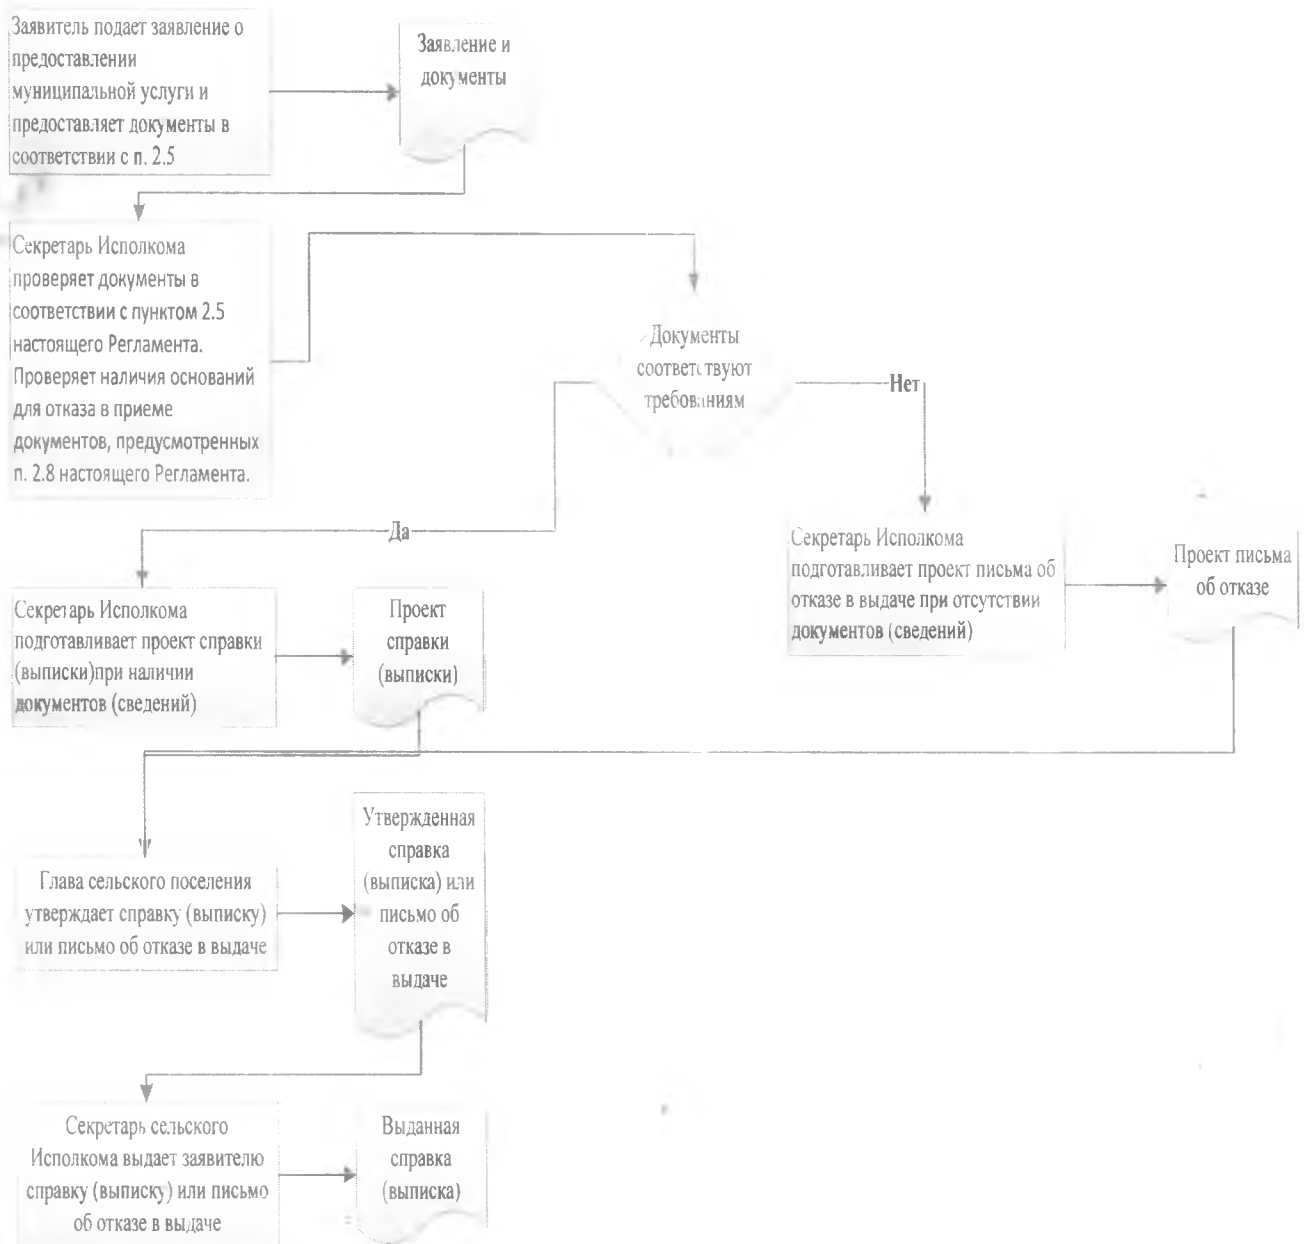 Заявитель подает заявление о
предоставлении
муниципальной услуги и
предоставляет документы в
соответствии с п. 2.5
Заявление и
документы
Секретарь Исполкома
проверяет документы в
соответствии с пунктом 2.5
настоящего Регламента.
Проверяет наличия оснований
для отказа в приеме
документов, предусмотренных
п. 2.8 настоящего Регламента.
Документы
соответствуют
требованиям
Нет
Да
Секретарь Исполкома
подготавливает проект письма об
отказе в выдаче при отсутствии
документов (сведений)
Проект письма
об отказе
Секретарь Исполкома
подготавливает проект справки
(выписки)при наличии
документов (сведений)
Проект
справки
(выписки)
Глава сельского поселения
утверждает справку (выписку)
или письмо об отказе в выдаче
Утвержденная
справка
(выписка) или
письмо об
отказе в
выдаче
Секретарь сельского
Исполкома выдает заявителю
справку (выписку) или письмо
об отказе в выдаче
Выданная
справка
(выписка)